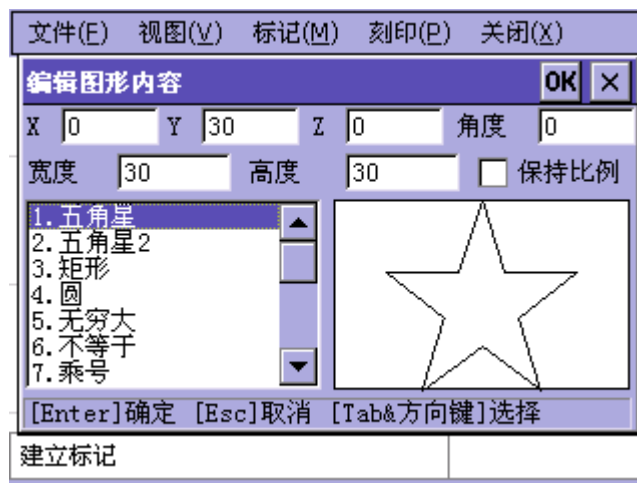 文件(F) 视图(V) 标记(M) 刻印(P) 关闭(X)
编辑图形内容 OK ×
X 0 Y 30 Z 0 角度 0
宽度 30 高度 30 保持比例
1.五角星
2.五角星2
3.矩形
4.圆
5.无穷大
6.不等于
7.乘号
[Enter]确定 [Esc]取消 [Tab&方向键]选择
建立标记